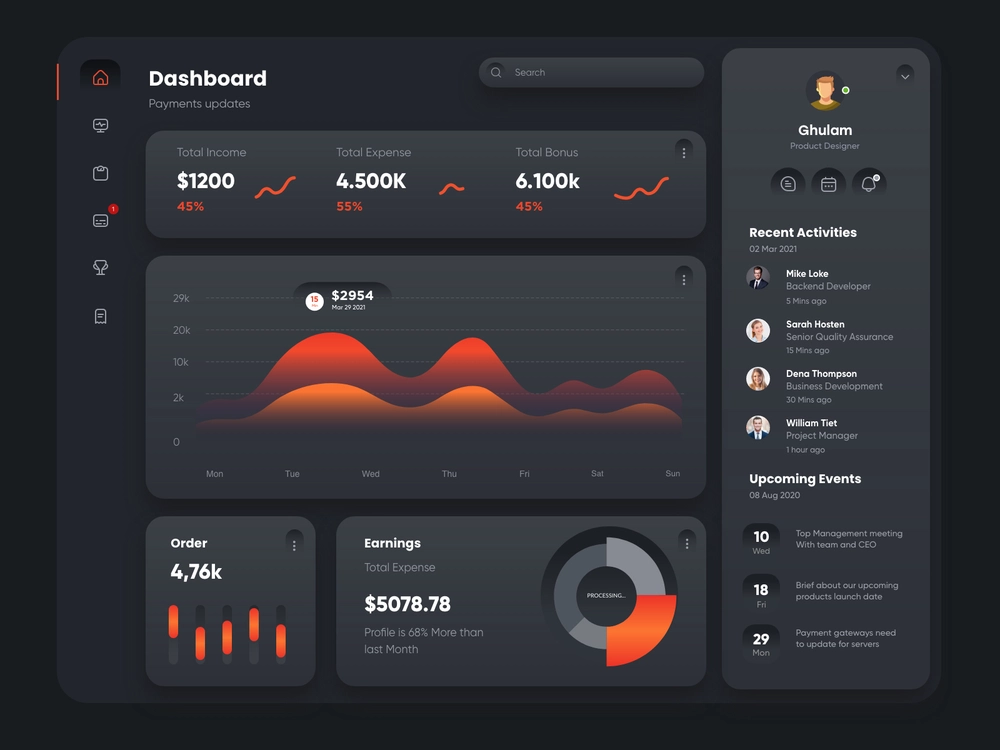 Dashboard
Payments updates
Search
Total Income
$1200
45%
Total Expense
4.500K
55%
Total Bonus
6.100k
45%
15
$2954
Mar 29 2021
29k
20k
10k
2k
0
Mon Tue Wed Thu Fri Sat Sun
1
Order
4,76k
Earnings
Total Expense
$5078.78
Profile is 68% More than
last Month
PROCESSING...
Ghulam
Product Designer
Recent Activities
02 Mar 2021
Mike Loke
Backend Developer
5 Mins ago
Sarah Hosten
Senior Quality Assurance
15 Mins ago
Dena Thompson
Business Development
30 Mins ago
William Tiet
Project Manager
1 hour ago
Upcoming Events
08 Aug 2020
10
Wed
Top Management meeting
With team and CEO
18
Fri
Brief about our upcoming
products launch date
29
Mon
Payment gateways need
to update for servers